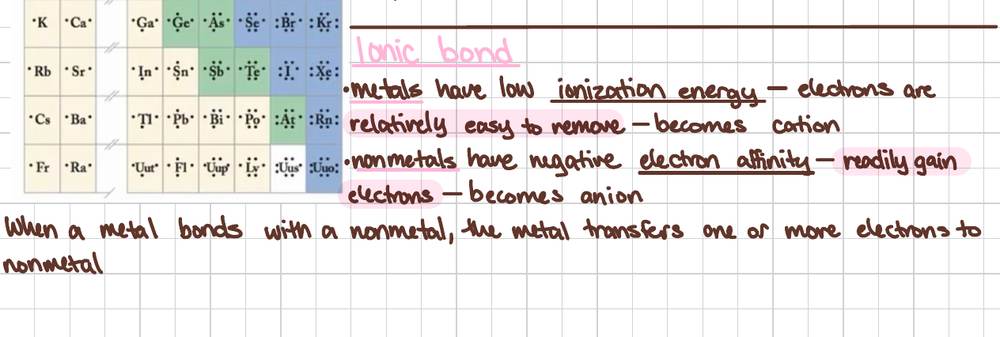 ·K ·Ca· ·Ga· ·Ge· ·As· ·Se· :Br· :Kr:
·Rb ·Sr· ·In· ·Sn· ·Sb· ·Te· :I· :Xe:
·Cs ·Ba· ·Tl· ·Pb· ·Bi· ·Po· :At· :Rn:
·Fr ·Ra· ·Uut· ·Fl· ·Uup· ·Lv· :Uus· :Uuo:
Ionic bond
·metals have low ionization energy — electrons are
relatively easy to remove — becomes cation
·nonmetals have negative electron affinity — readily gain
electrons — becomes anion
When a metal bonds with a nonmetal, the metal transfers one or more electrons to
nonmetal